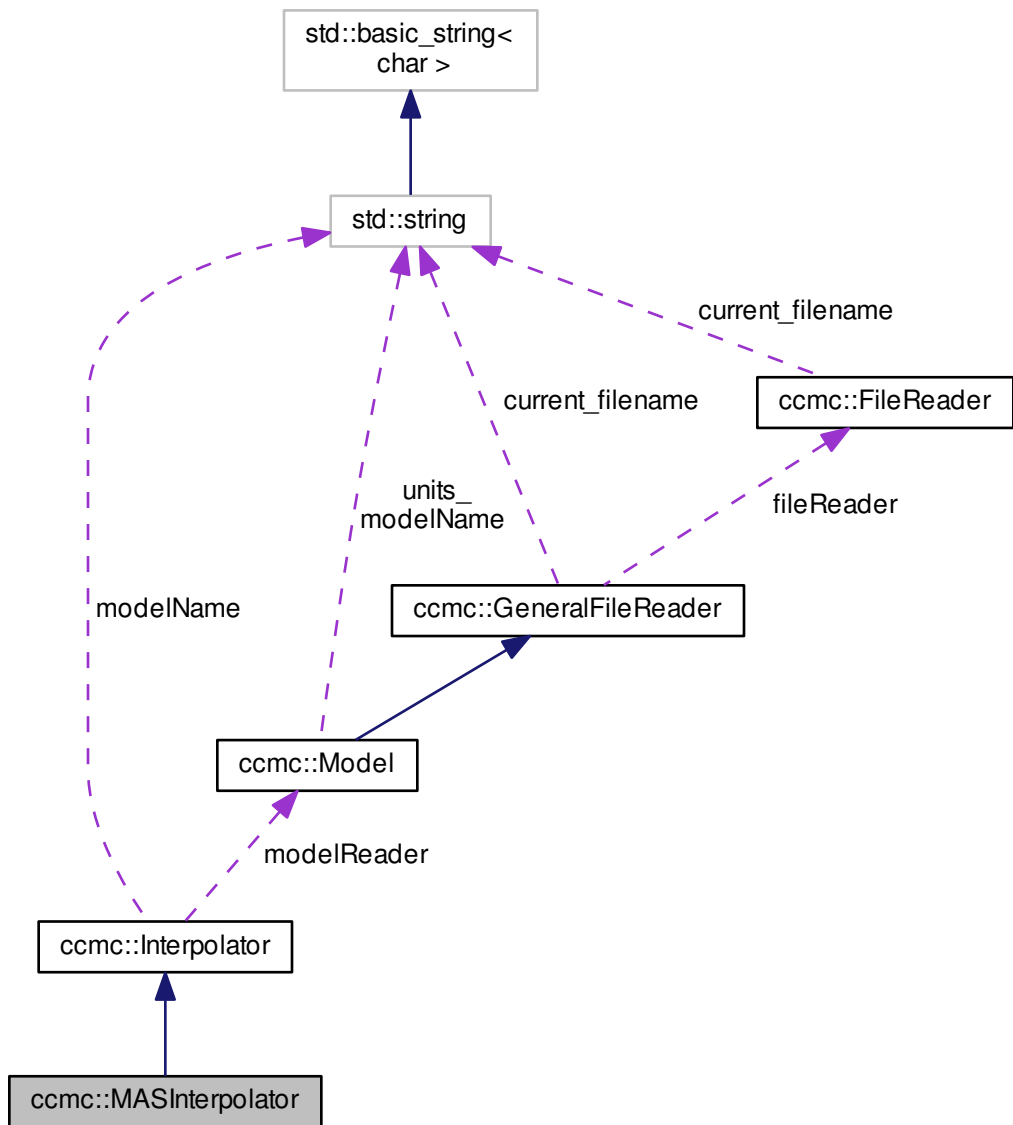 std::basic_string<
char >
std::string
current_filename
ccmc::FileReader
current_filename
units_
modelName
fileReader
ccmc::GeneralFileReader
modelName
ccmc::Model
modelReader
ccmc::Interpolator
ccmc::MASInterpolator